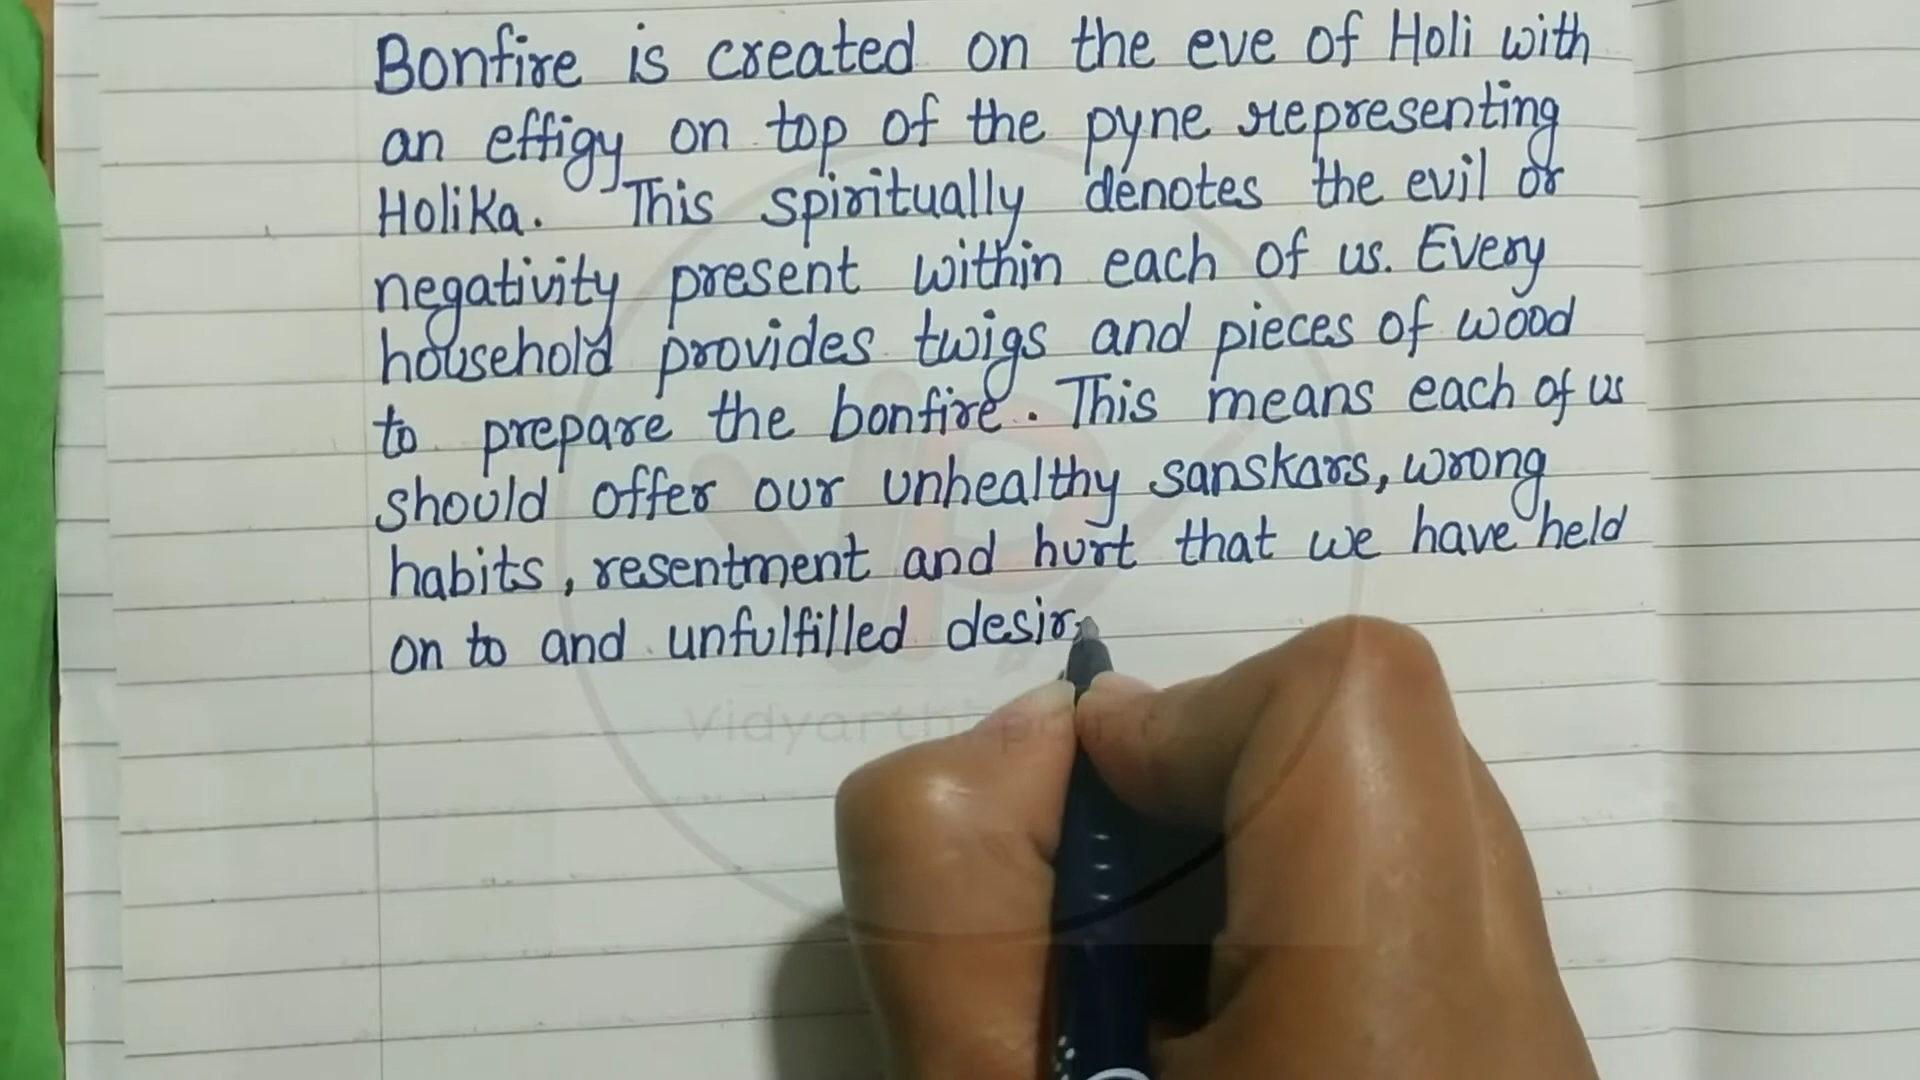 Bonfire is created on the eve of Holi with
an effigy on top of the pyne representing
Holika. This spiritually denotes the evil or
negativity present within each of us. Every
household provides twigs and pieces of wood
to prepare the bonfire. This means each of us
should offer our unhealthy sanskars, wrong
habits, resentment and hurt that we have held
on to and unfulfilled desir